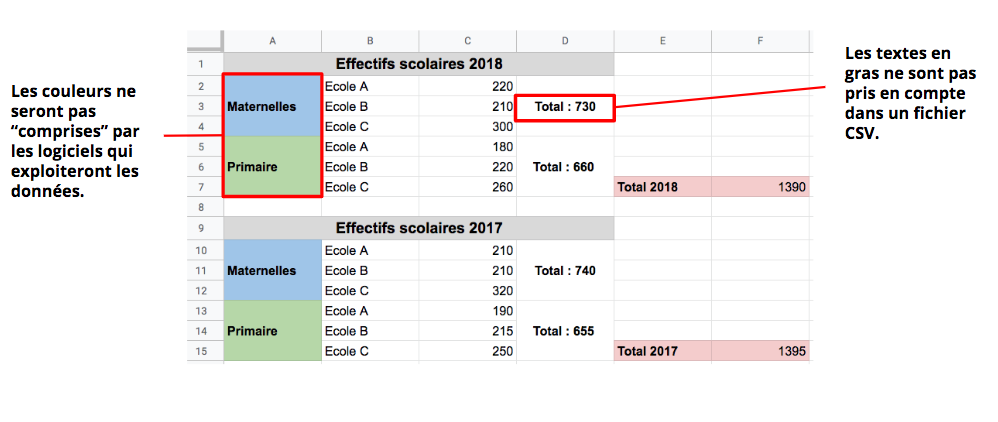 Les couleurs ne
seront pas
“comprises” par
les logiciels qui
exploiteront les
données.
A B C D E F
1 Effectifs scolaires 2018
2 Ecole A 220
3 Maternelles Ecole B 210 Total : 730
4 Ecole C 300
5 Ecole A 180
6 Primaire Ecole B 220 Total : 660
7 Ecole C 260 Total 2018 1390
8
9 Effectifs scolaires 2017
10 Ecole A 210
11 Maternelles Ecole B 210 Total : 740
12 Ecole C 320
13 Ecole A 190
14 Primaire Ecole B 215 Total : 655
15 Ecole C 250 Total 2017 1395
Les textes en
gras ne sont pas
pris en compte
dans un fichier
CSV.